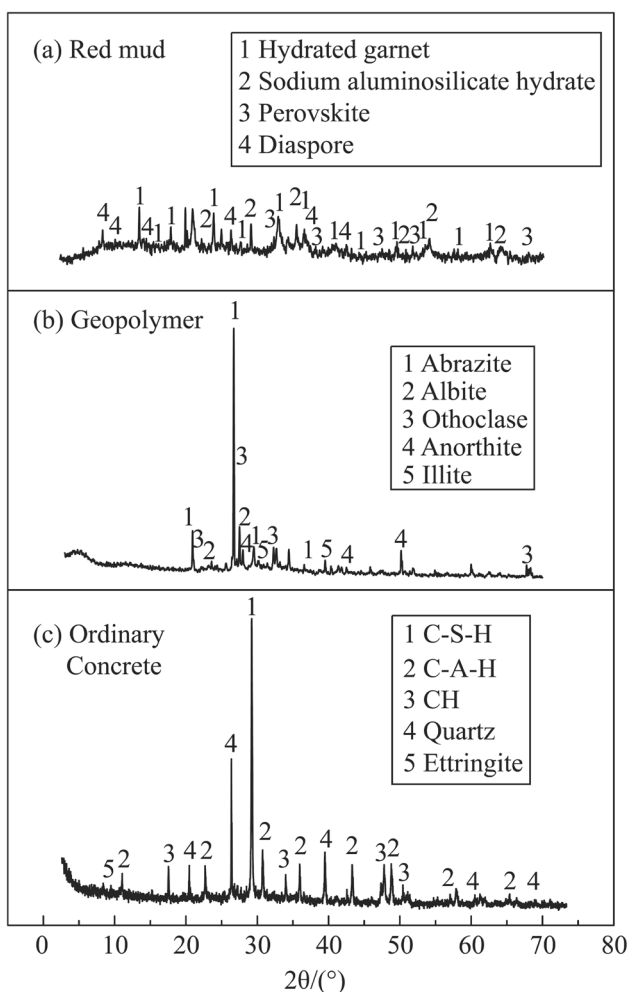 (a) Red mud
1 Hydrated garnet
2 Sodium aluminosilicate hydrate
3 Perovskite
4 Diaspore
4 4 1 4 1 1 2 1 4 1 2 3 1 2 1 4 3 1 4 1 3 1 2 3 1 2 1 1 2 3
(b) Geopolymer
1 Abrazite
2 Albite
3 Othoclase
4 Anorthite
5 Illite
1 3 2 1 3 2 4 1 5 3 1 5 4 4 3
(c) Ordinary
Concrete
1 C-S-H
2 C-A-H
3 CH
4 Quartz
5 Ettringite
5 2 3 4 2 4 1 2 3 2 4 2 3 2 3 2 4 2 4
0 10 20 30 40 50 60 70 80
2θ/(°)